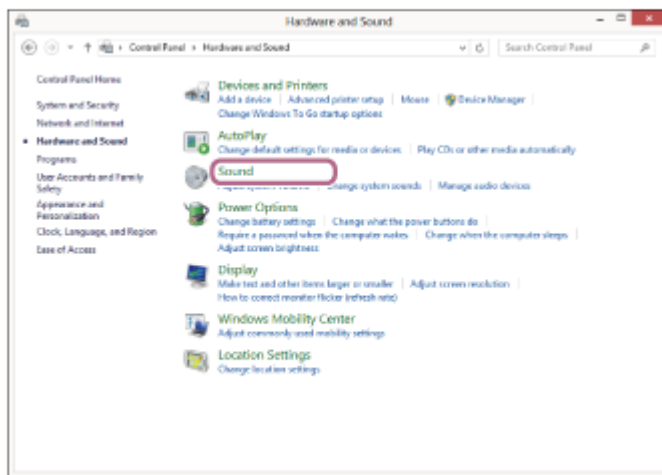 Hardware and Sound
Control Panel Hardware and Sound
Search Control Panel
Control Panel Home
System and Security
Network and Internet
Hardware and Sound
Programs
User Accounts and Family
Safety
Appearance and
Personalization
Clock, Language, and Region
Ease of Access
Devices and Printers
Add a device Advanced printer setup Mouse Device Manager
Change Windows To Go startup options
AutoPlay
Change default settings for media or devices Play CDs or other media automatically
Sound
Change system sounds Manage audio devices
Power Options
Change battery settings Change what the power buttons do
Require a password when the computer wakes Change when the computer sleeps
Adjust screen brightness
Display
Make text and other items larger or smaller Adjust screen resolution
How to correct monitor flicker (refresh rate)
Windows Mobility Center
Adjust commonly used mobility settings
Location Settings
Change location settings